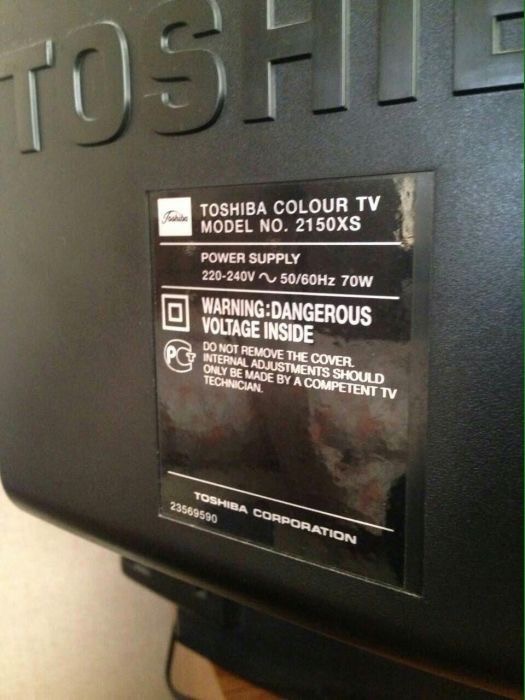 TOSHIB
Toshiba
TOSHIBA COLOUR TV
MODEL NO. 2150XS
POWER SUPPLY
220-240V ∿ 50/60Hz 70W
WARNING:DANGEROUS
VOLTAGE INSIDE
DO NOT REMOVE THE COVER.
INTERNAL ADJUSTMENTS SHOULD
ONLY BE MADE BY A COMPETENT TV
TECHNICIAN.
TOSHIBA CORPORATION
23569590